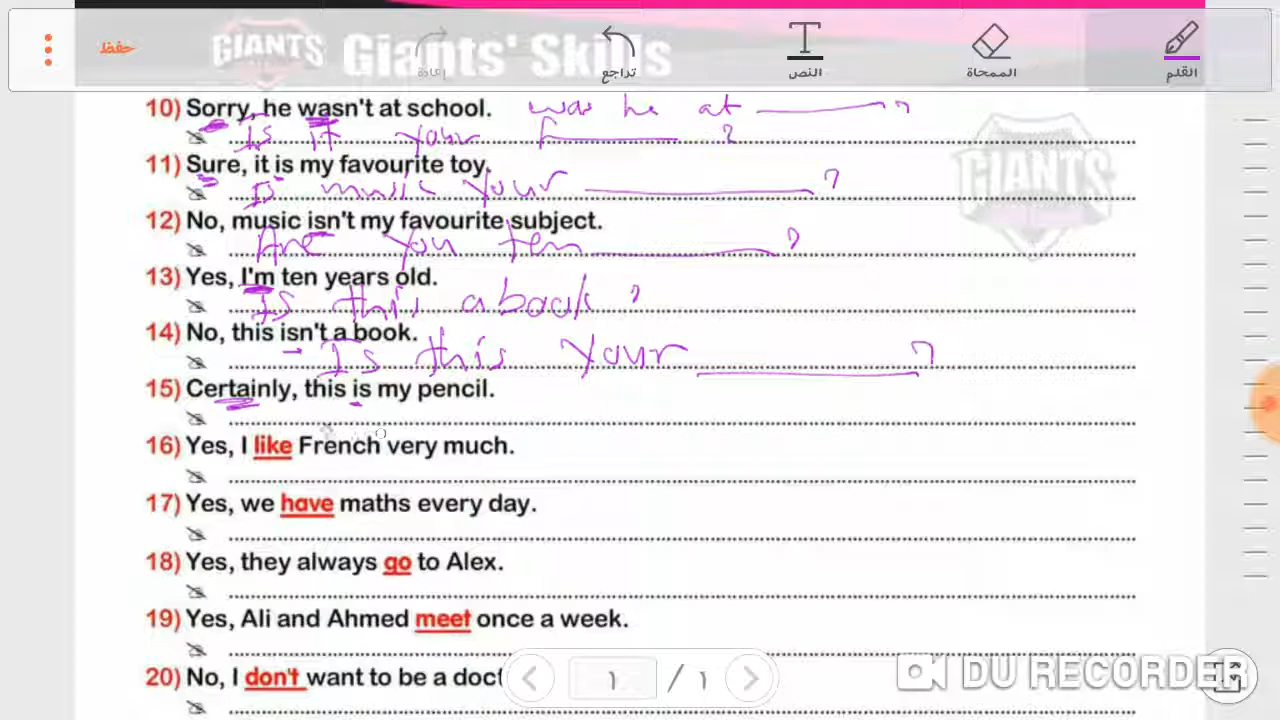 GIANTS Giants' Skills
حفظ
إعادة
تراجع
النص
الممحاة
القلم
10) Sorry, he wasn't at school. was he at ?
Is it your f ?
11) Sure, it is my favourite toy.
Is music your ?
12) No, music isn't my favourite subject.
Are you ten ?
13) Yes, I'm ten years old.
Is this a book ?
14) No, this isn't a book.
Is this your ?
15) Certainly, this is my pencil.
16) Yes, I like French very much.
17) Yes, we have maths every day.
18) Yes, they always go to Alex.
19) Yes, Ali and Ahmed meet once a week.
20) No, I don't want to be a doct
١ / ١
DU RECORDER
GIANTS